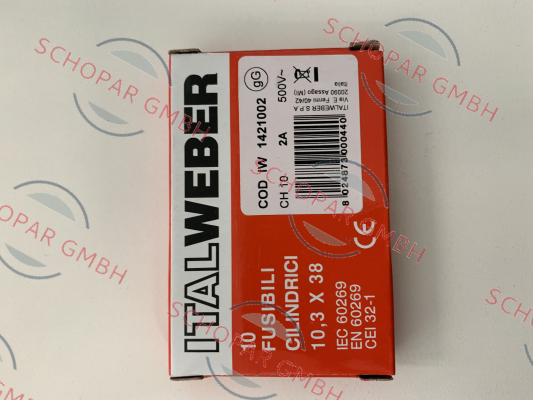 ITALWEBER
COD IW 1421002
gG
CH 10 2A 500V~
ITALWEBER S.P.A
Via E. Fermi 40/42
20090 Assago (MI)
Italia
8 024873 000440
10
FUSIBILI
CILINDRICI
10,3 X 38
IEC 60269
EN 60269
CEI 32-1
CE
SCHOPAR GMBH
SCHOPAR GMBH
SCHOPAR GMBH
SCHOPAR GMBH
SCHOPAR GMBH
SCHOPAR GMBH